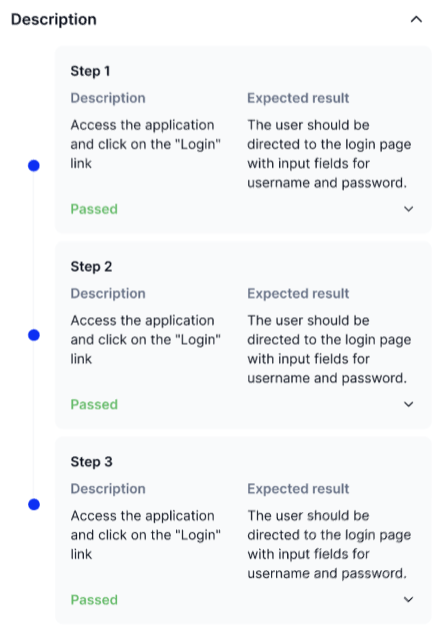 Description
Step 1
Description
Expected result
Access the application
and click on the "Login"
link
The user should be
directed to the login page
with input fields for
username and password.
Passed
Step 2
Description
Expected result
Access the application
and click on the "Login"
link
The user should be
directed to the login page
with input fields for
username and password.
Passed
Step 3
Description
Expected result
Access the application
and click on the "Login"
link
The user should be
directed to the login page
with input fields for
username and password.
Passed